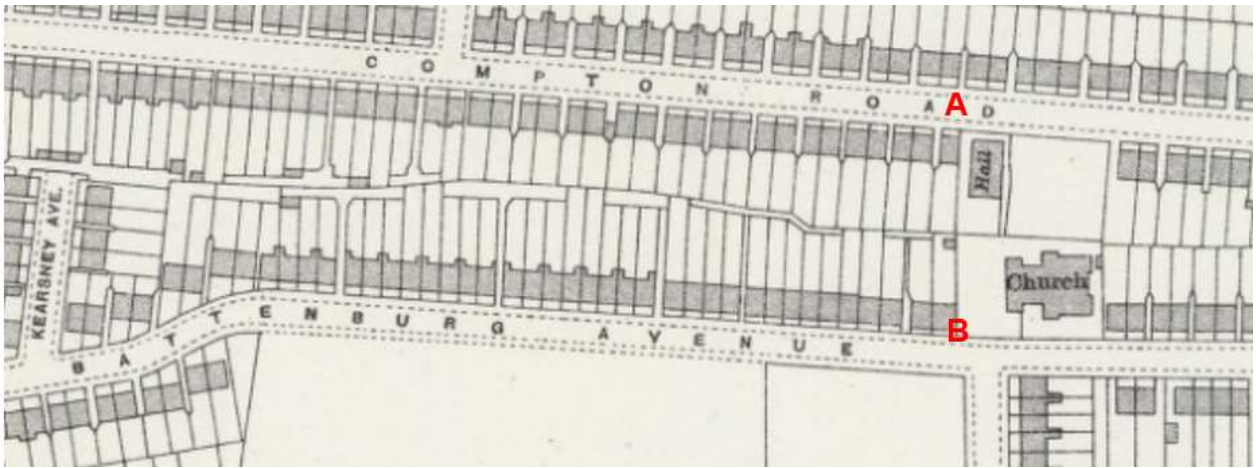 COMPTON ROAD
A
Hall
KEARSNEY AVE.
Church
BATTENBURG AVENUE
B